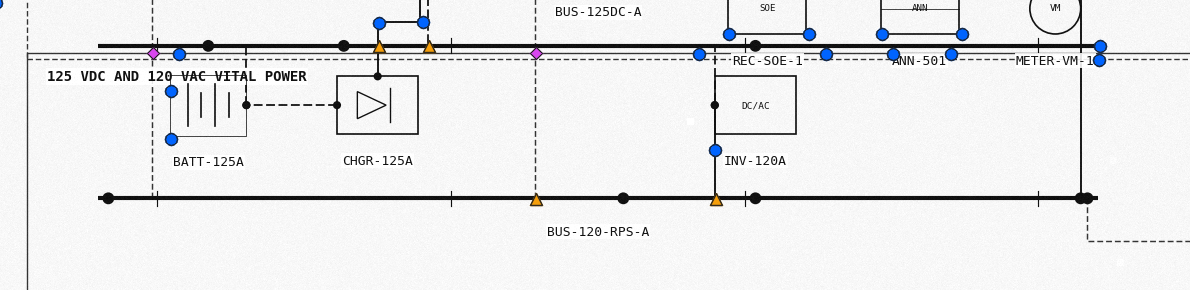 BUS-125DC-A
SOE
ANN
VM
REC-SOE-1
ANN-501
METER-VM-1
125 VDC AND 120 VAC VITAL POWER
DC/AC
BATT-125A
CHGR-125A
INV-120A
BUS-120-RPS-A